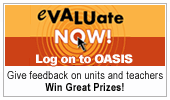 eVALUate
NOW!
Log on to OASIS
Give feedback on units and teachers
Win Great Prizes!